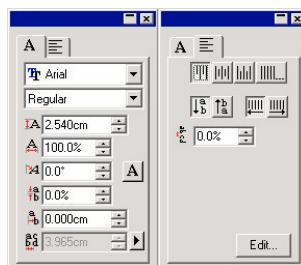 A
Arial
Regular
2.540cm
100.0%
0.0°
A
0.0%
0.000cm
3.965cm
A
0.0%
Edit...